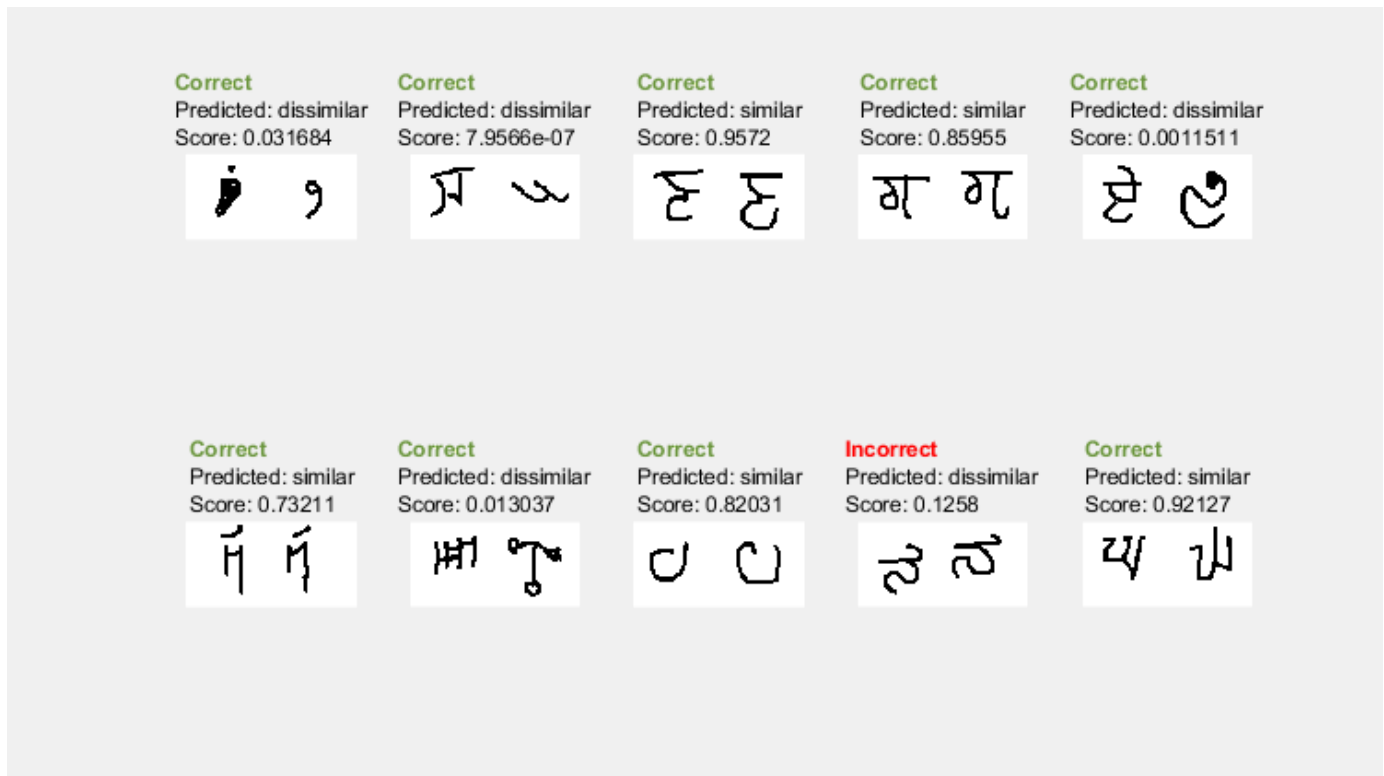 Correct
Predicted: dissimilar
Score: 0.031684
Correct
Predicted: dissimilar
Score: 7.9566e-07
Correct
Predicted: similar
Score: 0.9572
Correct
Predicted: similar
Score: 0.85955
Correct
Predicted: dissimilar
Score: 0.0011511
Correct
Predicted: similar
Score: 0.73211
Correct
Predicted: dissimilar
Score: 0.013037
Correct
Predicted: similar
Score: 0.82031
Incorrect
Predicted: dissimilar
Score: 0.1258
Correct
Predicted: similar
Score: 0.92127